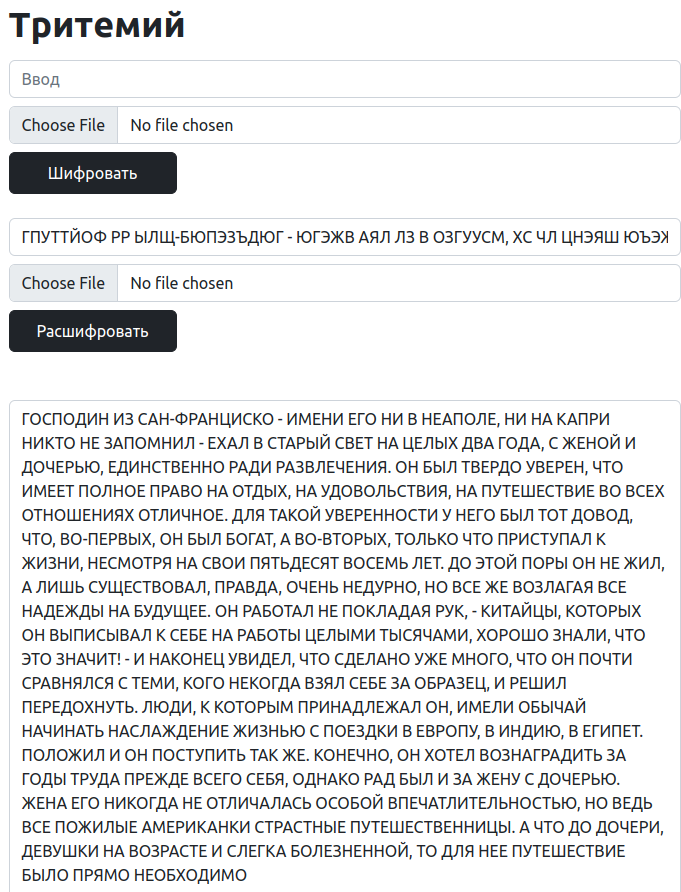 Тритемий
Ввод
Choose File No file chosen
Шифровать
ГПУТТЙОФ РР ЫЛЩ-БЮПЭЗЪДЮГ - ЮГЭЖВ АЯЛ ЛЗ В ОЗГУУСМ, ХС ЧЛ ЦНЭЯШ ЮЪЭЖ
Choose File No file chosen
Расшифровать
ГОСПОДИН ИЗ САН-ФРАНЦИСКО - ИМЕНИ ЕГО НИ В НЕАПОЛЕ, НИ НА КАПРИ
НИКТО НЕ ЗАПОМНИЛ - ЕХАЛ В СТАРЫЙ СВЕТ НА ЦЕЛЫХ ДВА ГОДА, С ЖЕНОЙ И
ДОЧЕРЬЮ, ЕДИНСТВЕННО РАДИ РАЗВЛЕЧЕНИЯ. ОН БЫЛ ТВЕРДО УВЕРЕН, ЧТО
ИМЕЕТ ПОЛНОЕ ПРАВО НА ОТДЫХ, НА УДОВОЛЬСТВИЯ, НА ПУТЕШЕСТВИЕ ВО ВСЕХ
ОТНОШЕНИЯХ ОТЛИЧНОЕ. ДЛЯ ТАКОЙ УВЕРЕННОСТИ У НЕГО БЫЛ ТОТ ДОВОД,
ЧТО, ВО-ПЕРВЫХ, ОН БЫЛ БОГАТ, А ВО-ВТОРЫХ, ТОЛЬКО ЧТО ПРИСТУПАЛ К
ЖИЗНИ, НЕСМОТРЯ НА СВОИ ПЯТЬДЕСЯТ ВОСЕМЬ ЛЕТ. ДО ЭТОЙ ПОРЫ ОН НЕ ЖИЛ,
А ЛИШЬ СУЩЕСТВОВАЛ, ПРАВДА, ОЧЕНЬ НЕДУРНО, НО ВСЕ ЖЕ ВОЗЛАГАЯ ВСЕ
НАДЕЖДЫ НА БУДУЩЕЕ. ОН РАБОТАЛ НЕ ПОКЛАДАЯ РУК, - КИТАЙЦЫ, КОТОРЫХ
ОН ВЫПИСЫВАЛ К СЕБЕ НА РАБОТЫ ЦЕЛЫМИ ТЫСЯЧАМИ, ХОРОШО ЗНАЛИ, ЧТО
ЭТО ЗНАЧИТ! - И НАКОНЕЦ УВИДЕЛ, ЧТО СДЕЛАНО УЖЕ МНОГО, ЧТО ОН ПОЧТИ
СРАВНЯЛСЯ С ТЕМИ, КОГО НЕКОГДА ВЗЯЛ СЕБЕ ЗА ОБРАЗЕЦ, И РЕШИЛ
ПЕРЕДОХНУТЬ. ЛЮДИ, К КОТОРЫМ ПРИНАДЛЕЖАЛ ОН, ИМЕЛИ ОБЫЧАЙ
НАЧИНАТЬ НАСЛАЖДЕНИЕ ЖИЗНЬЮ С ПОЕЗДКИ В ЕВРОПУ, В ИНДИЮ, В ЕГИПЕТ.
ПОЛОЖИЛ И ОН ПОСТУПИТЬ ТАК ЖЕ. КОНЕЧНО, ОН ХОТЕЛ ВОЗНАГРАДИТЬ ЗА
ГОДЫ ТРУДА ПРЕЖДЕ ВСЕГО СЕБЯ, ОДНАКО РАД БЫЛ И ЗА ЖЕНУ С ДОЧЕРЬЮ.
ЖЕНА ЕГО НИКОГДА НЕ ОТЛИЧАЛАСЬ ОСОБОЙ ВПЕЧАТЛИТЕЛЬНОСТЬЮ, НО ВЕДЬ
ВСЕ ПОЖИЛЫЕ АМЕРИКАНКИ СТРАСТНЫЕ ПУТЕШЕСТВЕННИЦЫ. А ЧТО ДО ДОЧЕРИ,
ДЕВУШКИ НА ВОЗРАСТЕ И СЛЕГКА БОЛЕЗНЕННОЙ, ТО ДЛЯ НЕЕ ПУТЕШЕСТВИЕ
БЫЛО ПРЯМО НЕОБХОДИМО